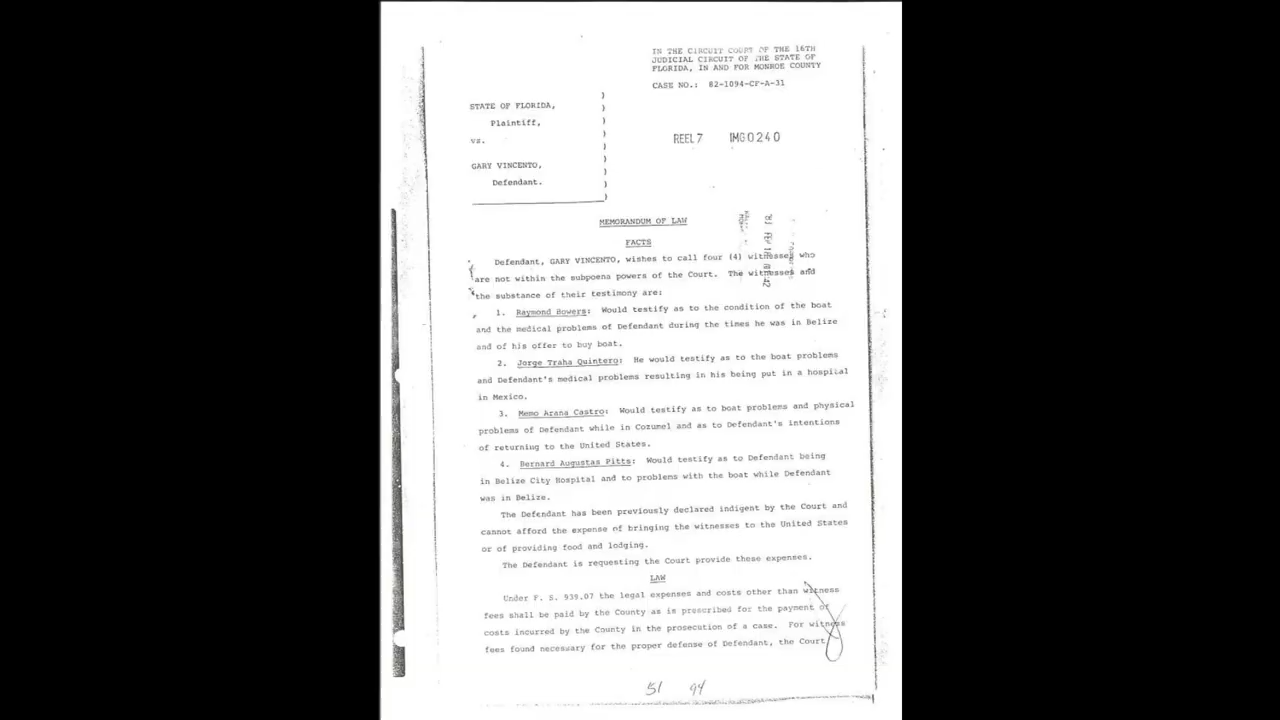 IN THE CIRCUIT COURT OF THE 16TH
JUDICIAL CIRCUIT OF THE STATE OF
FLORIDA, IN AND FOR MONROE COUNTY
CASE NO.: 82-1094-CF-A-31
STATE OF FLORIDA,
Plaintiff,
vs.
GARY VINCENTO,
Defendant.
REEL 7 IMG 0240
MEMORANDUM OF LAW
FACTS
Defendant, GARY VINCENTO, wishes to call four (4) witnesses who
are not within the subpoena powers of the Court. The witnesses and
the substance of their testimony are:
1. Raymond Bowers: Would testify as to the condition of the boat
and the medical problems of Defendant during the times he was in Belize
and of his offer to buy boat.
2. Jorge Traha Quintero: He would testify as to the boat problems
and Defendant's medical problems resulting in his being put in a hospital
in Mexico.
3. Memo Arana Castro: Would testify as to boat problems and physical
problems of Defendant while in Cozumel and as to Defendant's intentions
of returning to the United States.
4. Bernard Augustas Pitts: Would testify as to Defendant being
in Belize City Hospital and to problems with the boat while Defendant
was in Belize.
The Defendant has been previously declared indigent by the Court and
cannot afford the expense of bringing the witnesses to the United States
or of providing food and lodging.
The Defendant is requesting the Court provide these expenses.
LAW
Under F. S. 939.07 the legal expenses and costs other than witness
fees shall be paid by the County as is prescribed for the payment of
costs incurred by the County in the prosecution of a case. For witness
fees found necessary for the proper defense of Defendant, the Court
51 94